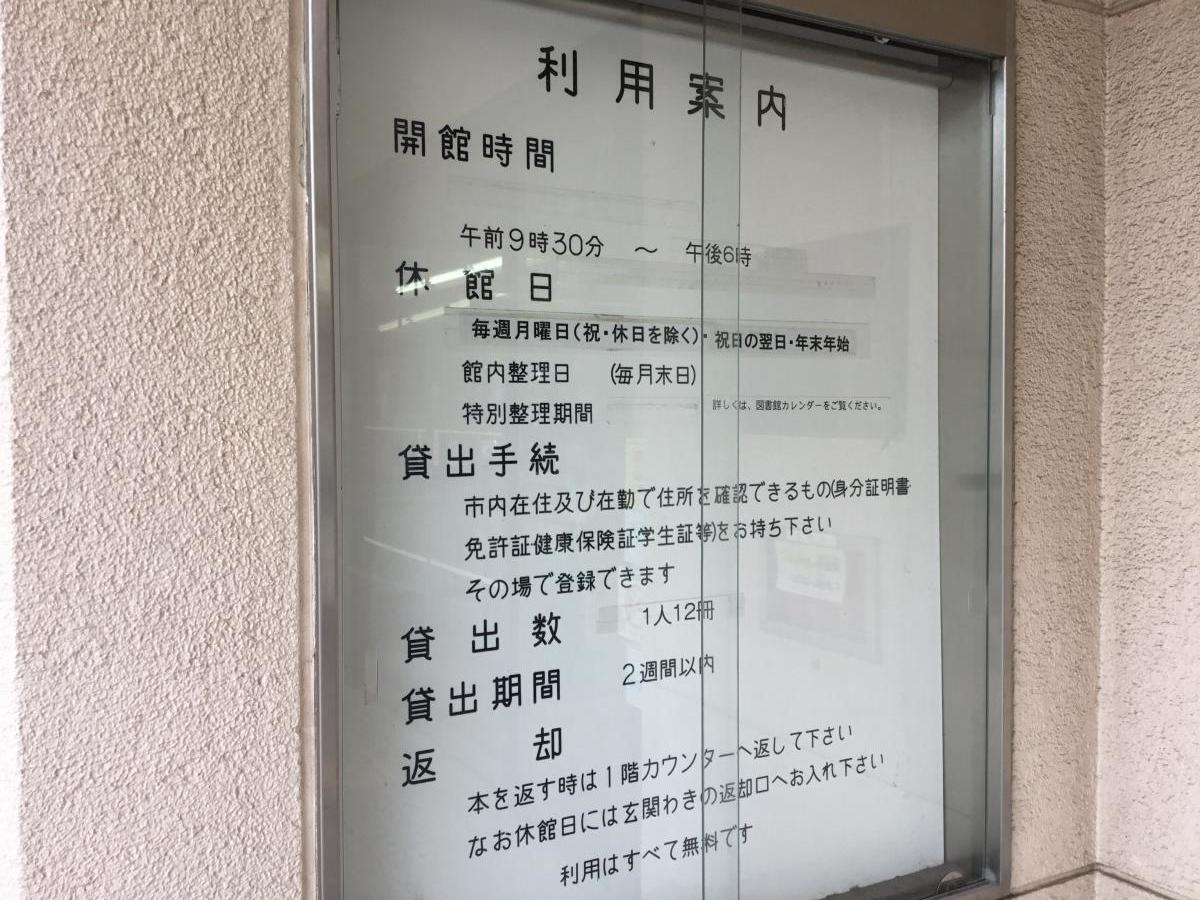 利用案内
開館時間
午前9時30分 ～ 午後6時
休館日
毎週月曜日(祝・休日を除く)・祝日の翌日・年末年始
館内整理日 (毎月末日)
特別整理期間 詳しくは、図書館カレンダーをご覧ください。
貸出手続
市内在住及び在勤で住所を確認できるもの(身分証明書
免許証健康保険証学生証等)をお持ち下さい
その場で登録できます
貸出数 1人12冊
貸出期間 2週間以内
返却
本を返す時は1階カウンターへ返して下さい
なお休館日には玄関わきの返却口へお入れ下さい
利用はすべて無料です